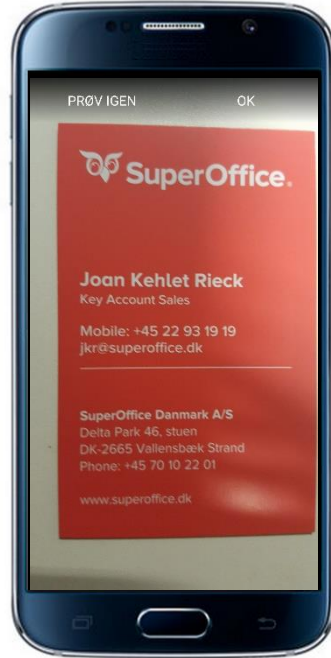 PRØV IGEN OK
SuperOffice.
Joan Kehlet Rieck
Key Account Sales
Mobile: +45 22 93 19 19
jkr@superoffice.dk
SuperOffice Danmark A/S
Delta Park 46, stuen
DK-2665 Vallensbæk Strand
Phone: +45 70 10 22 01
www.superoffice.dk